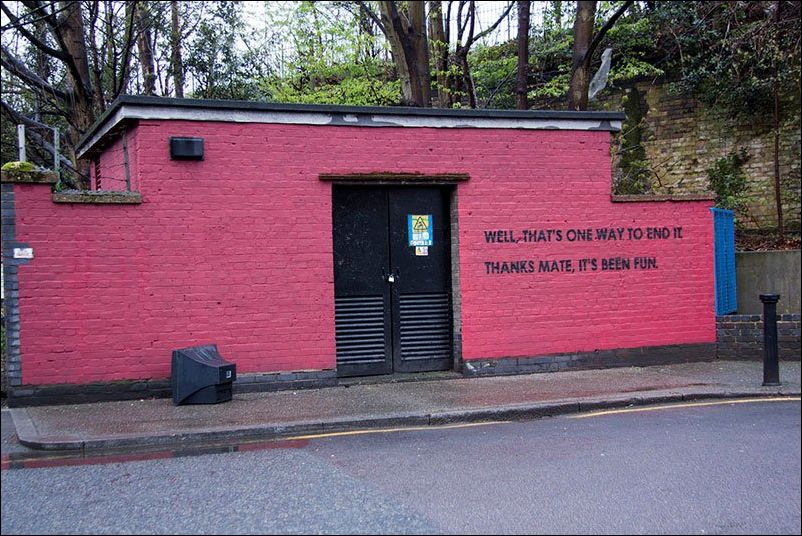 WELL, THAT'S ONE WAY TO END IT.
THANKS MATE, IT'S BEEN FUN.